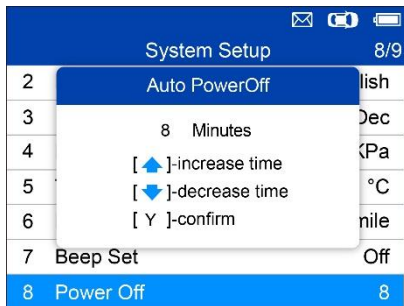 System Setup 8/9
Auto PowerOff
2 lish
3 Dec
8 Minutes
4 KPa
[ ]-increase time
5 °C
[ ]-decrease time
6 mile
[ Y ]-confirm
7 Beep Set Off
8 Power Off 8